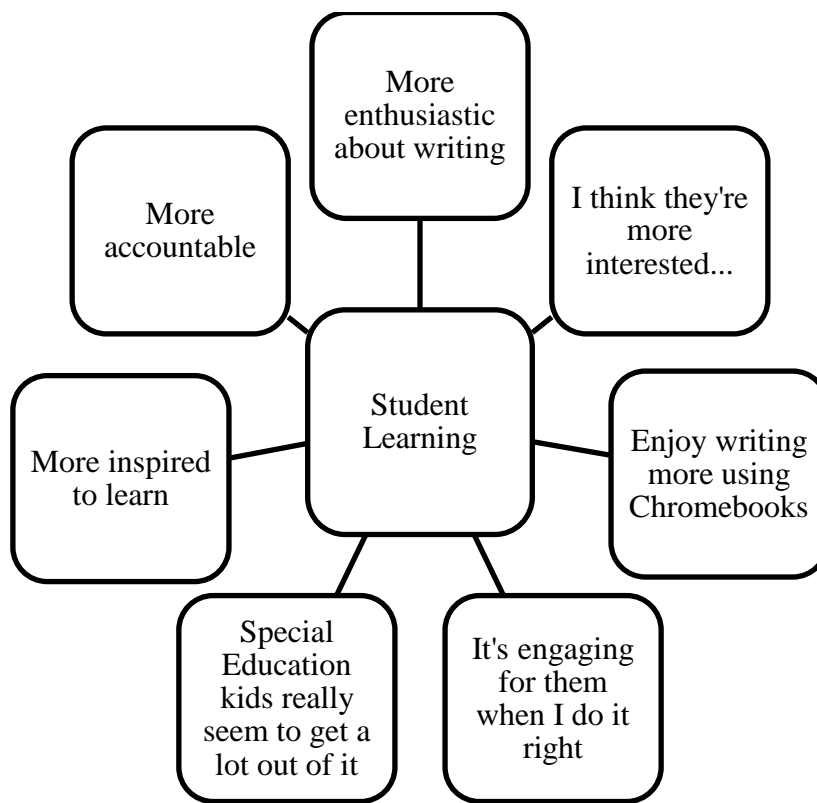 More
enthusiastic
about writing
I think they're
more
interested...
Enjoy writing
more using
Chromebooks
It's engaging
for them
when I do it
right
Special
Education
kids really
seem to get a
lot out of it
More inspired
to learn
More
accountable
Student
Learning